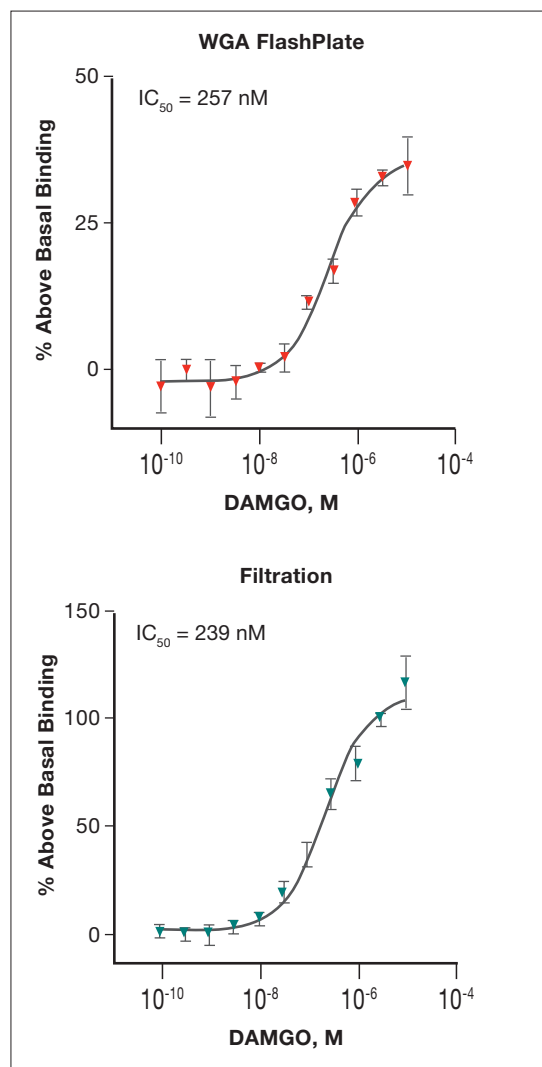 WGA FlashPlate
50
IC50 = 257 nM
25
0
% Above Basal Binding
10-10
10-8
10-6
10-4
DAMGO, M
Filtration
150
IC50 = 239 nM
100
50
0
% Above Basal Binding
10-10
10-8
10-6
10-4
DAMGO, M